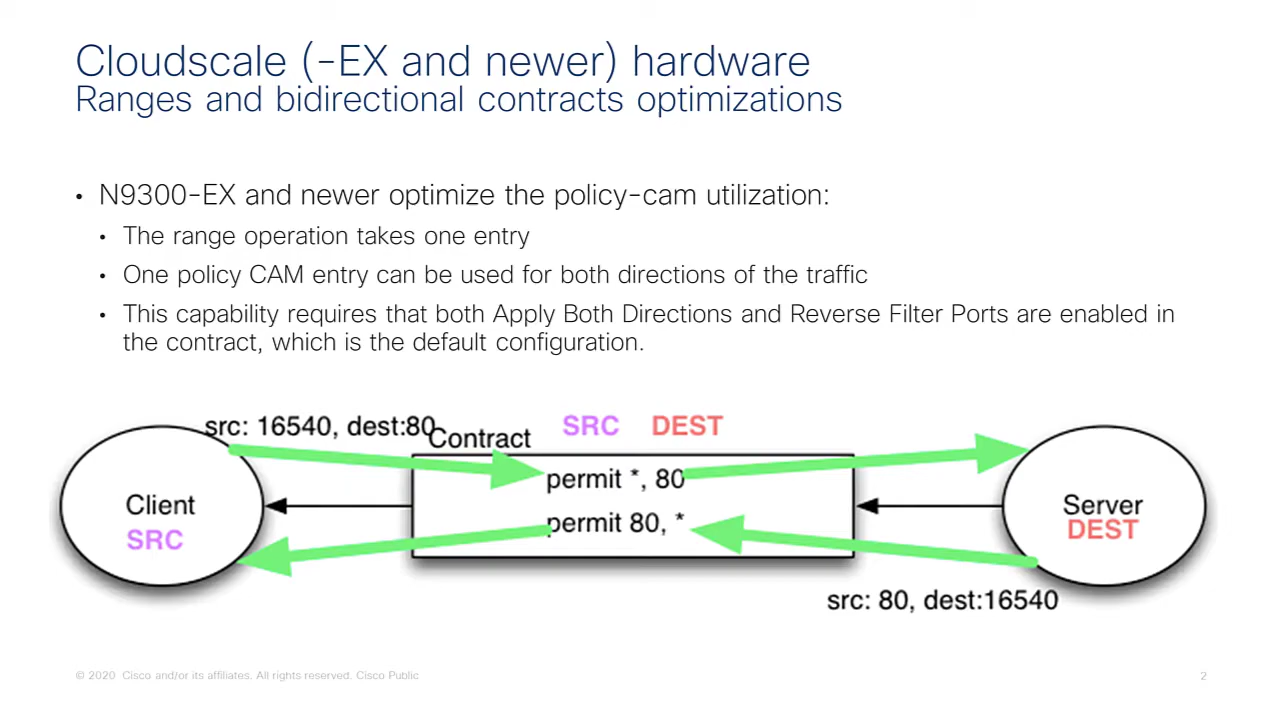 Cloudscale (-EX and newer) hardware
Ranges and bidirectional contracts optimizations
• N9300-EX and newer optimize the policy-cam utilization:
• The range operation takes one entry
• One policy CAM entry can be used for both directions of the traffic
• This capability requires that both Apply Both Directions and Reverse Filter Ports are enabled in
the contract, which is the default configuration.
src: 16540, dest:80
Contract
SRC DEST
permit *, 80
permit 80, *
Client
SRC
Server
DEST
src: 80, dest:16540
© 2020 Cisco and/or its affiliates. All rights reserved. Cisco Public
2